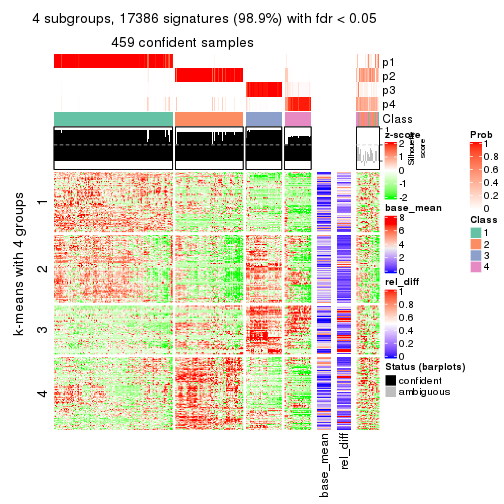 4 subgroups, 17386 signatures (98.9%) with fdr < 0.05
459 confident samples
p1
p2
p3
p4
Class
1
Silhouette
score
k-means with 4 groups
1
2
3
4
base_mean
rel_diff
z-score
2
1
0
-1
-2
base_mean
8
6
4
2
0
rel_diff
1
0.8
0.6
0.4
0.2
0
Status (barplots)
confident
ambiguous
Prob
1
0.8
0.6
0.4
0.2
0
Class
1
2
3
4